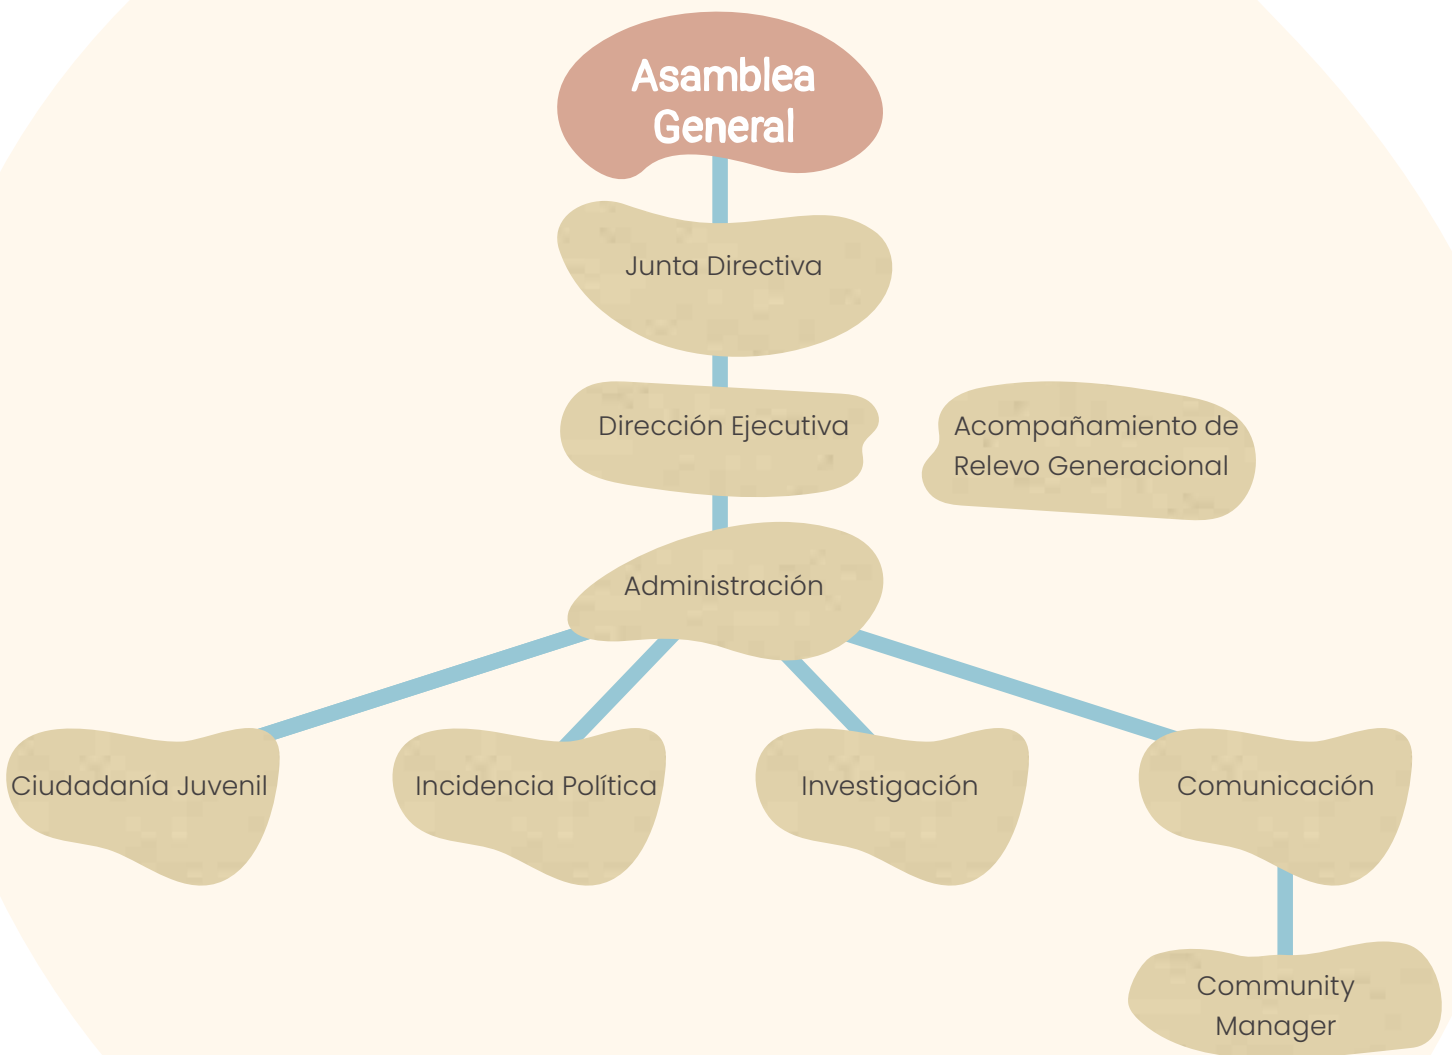 Asamblea
General
Junta Directiva
Dirección Ejecutiva
Acompañamiento de
Relevo Generacional
Administración
Ciudadanía Juvenil
Incidencia Política
Investigación
Comunicación
Community
Manager